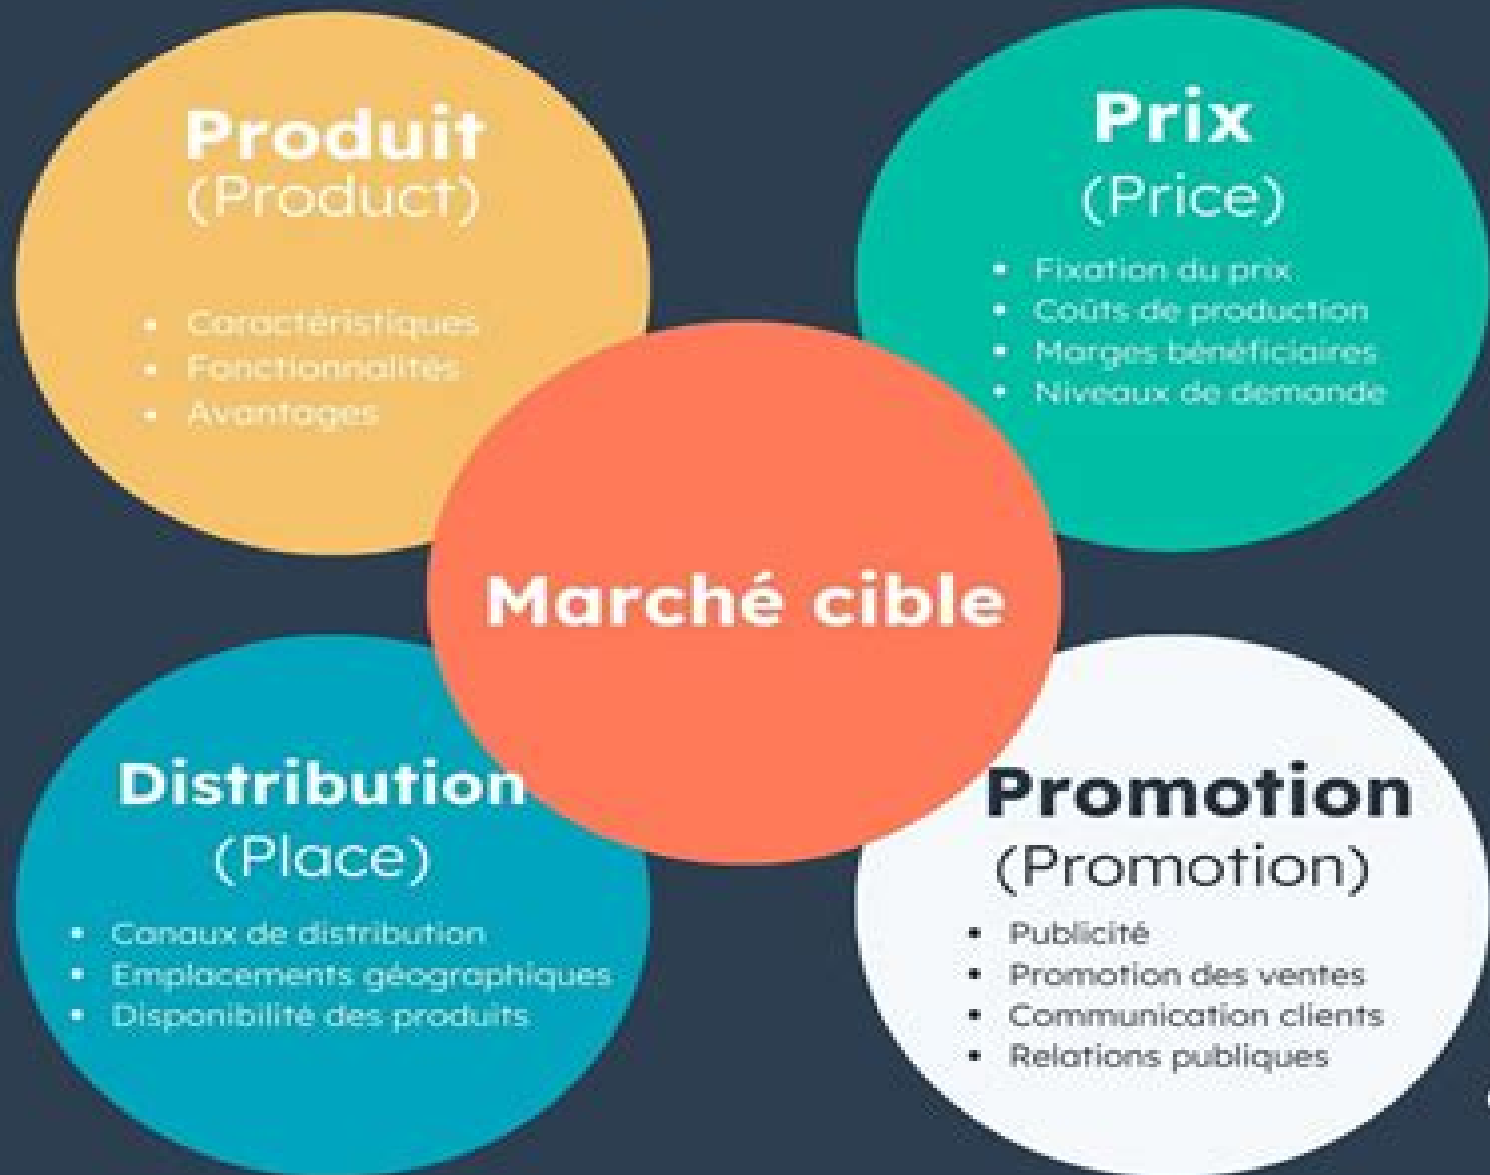 Produit
(Product)
• Caractéristiques
• Fonctionnalités
• Avantages
Prix
(Price)
• Fixation du prix
• Coûts de production
• Marges bénéficiaires
• Niveaux de demande
Marché cible
Distribution
(Place)
• Canaux de distribution
• Emplacements géographiques
• Disponibilité des produits
Promotion
(Promotion)
• Publicité
• Promotion des ventes
• Communication clients
• Relations publiques